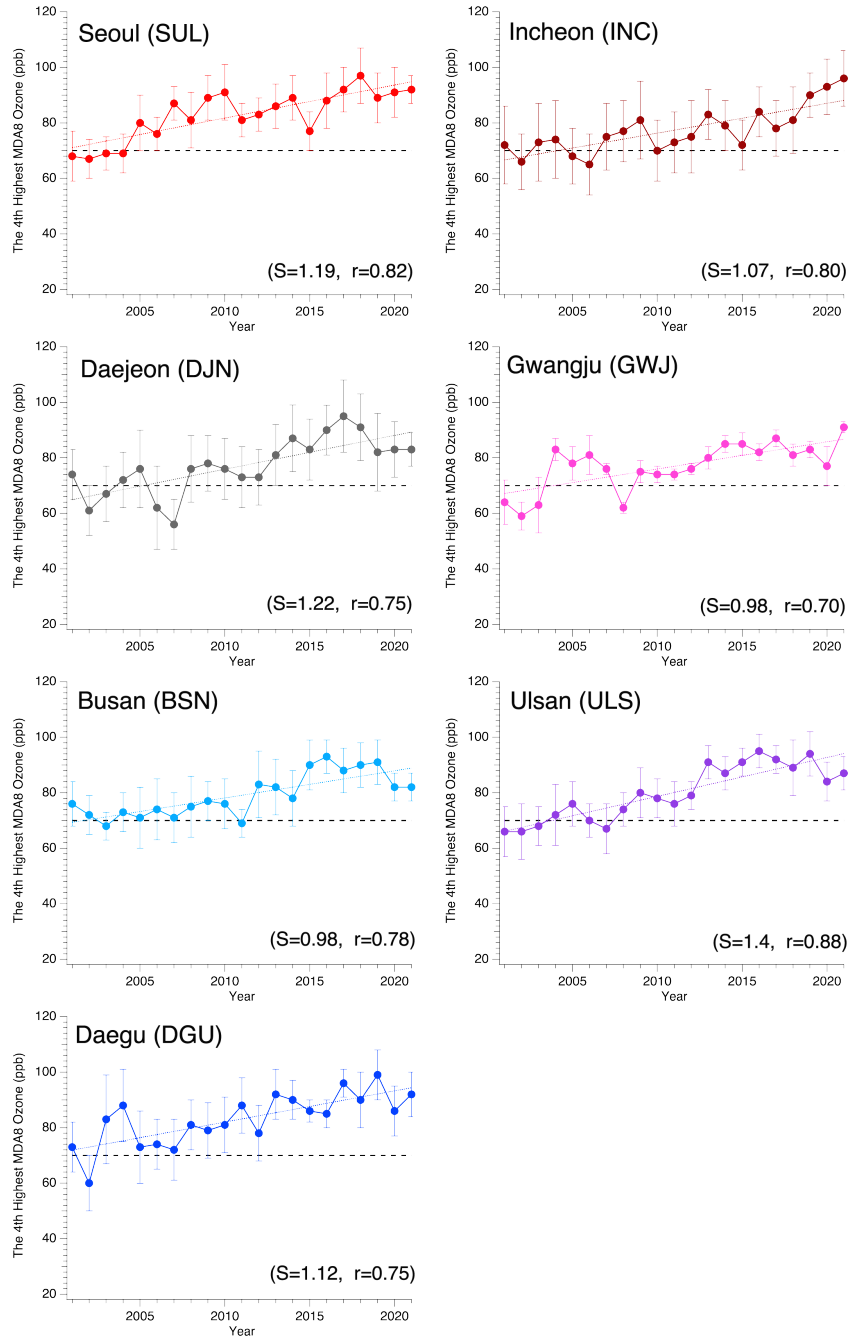 Seoul (SUL)
The 4th Highest MDA8 Ozone (ppb)
120
100
80
60
40
20
(S=1.19, r=0.82)
2005 2010 2015 2020
Year
Incheon (INC)
The 4th Highest MDA8 Ozone (ppb)
120
100
80
60
40
20
(S=1.07, r=0.80)
2005 2010 2015 2020
Year
Daejeon (DJN)
The 4th Highest MDA8 Ozone (ppb)
120
100
80
60
40
20
(S=1.22, r=0.75)
2005 2010 2015 2020
Year
Gwangju (GWJ)
The 4th Highest MDA8 Ozone (ppb)
120
100
80
60
40
20
(S=0.98, r=0.70)
2005 2010 2015 2020
Year
Busan (BSN)
The 4th Highest MDA8 Ozone (ppb)
120
100
80
60
40
20
(S=0.98, r=0.78)
2005 2010 2015 2020
Year
Ulsan (ULS)
The 4th Highest MDA8 Ozone (ppb)
120
100
80
60
40
20
(S=1.4, r=0.88)
2005 2010 2015 2020
Year
Daegu (DGU)
The 4th Highest MDA8 Ozone (ppb)
120
100
80
60
40
20
(S=1.12, r=0.75)
2005 2010 2015 2020
Year